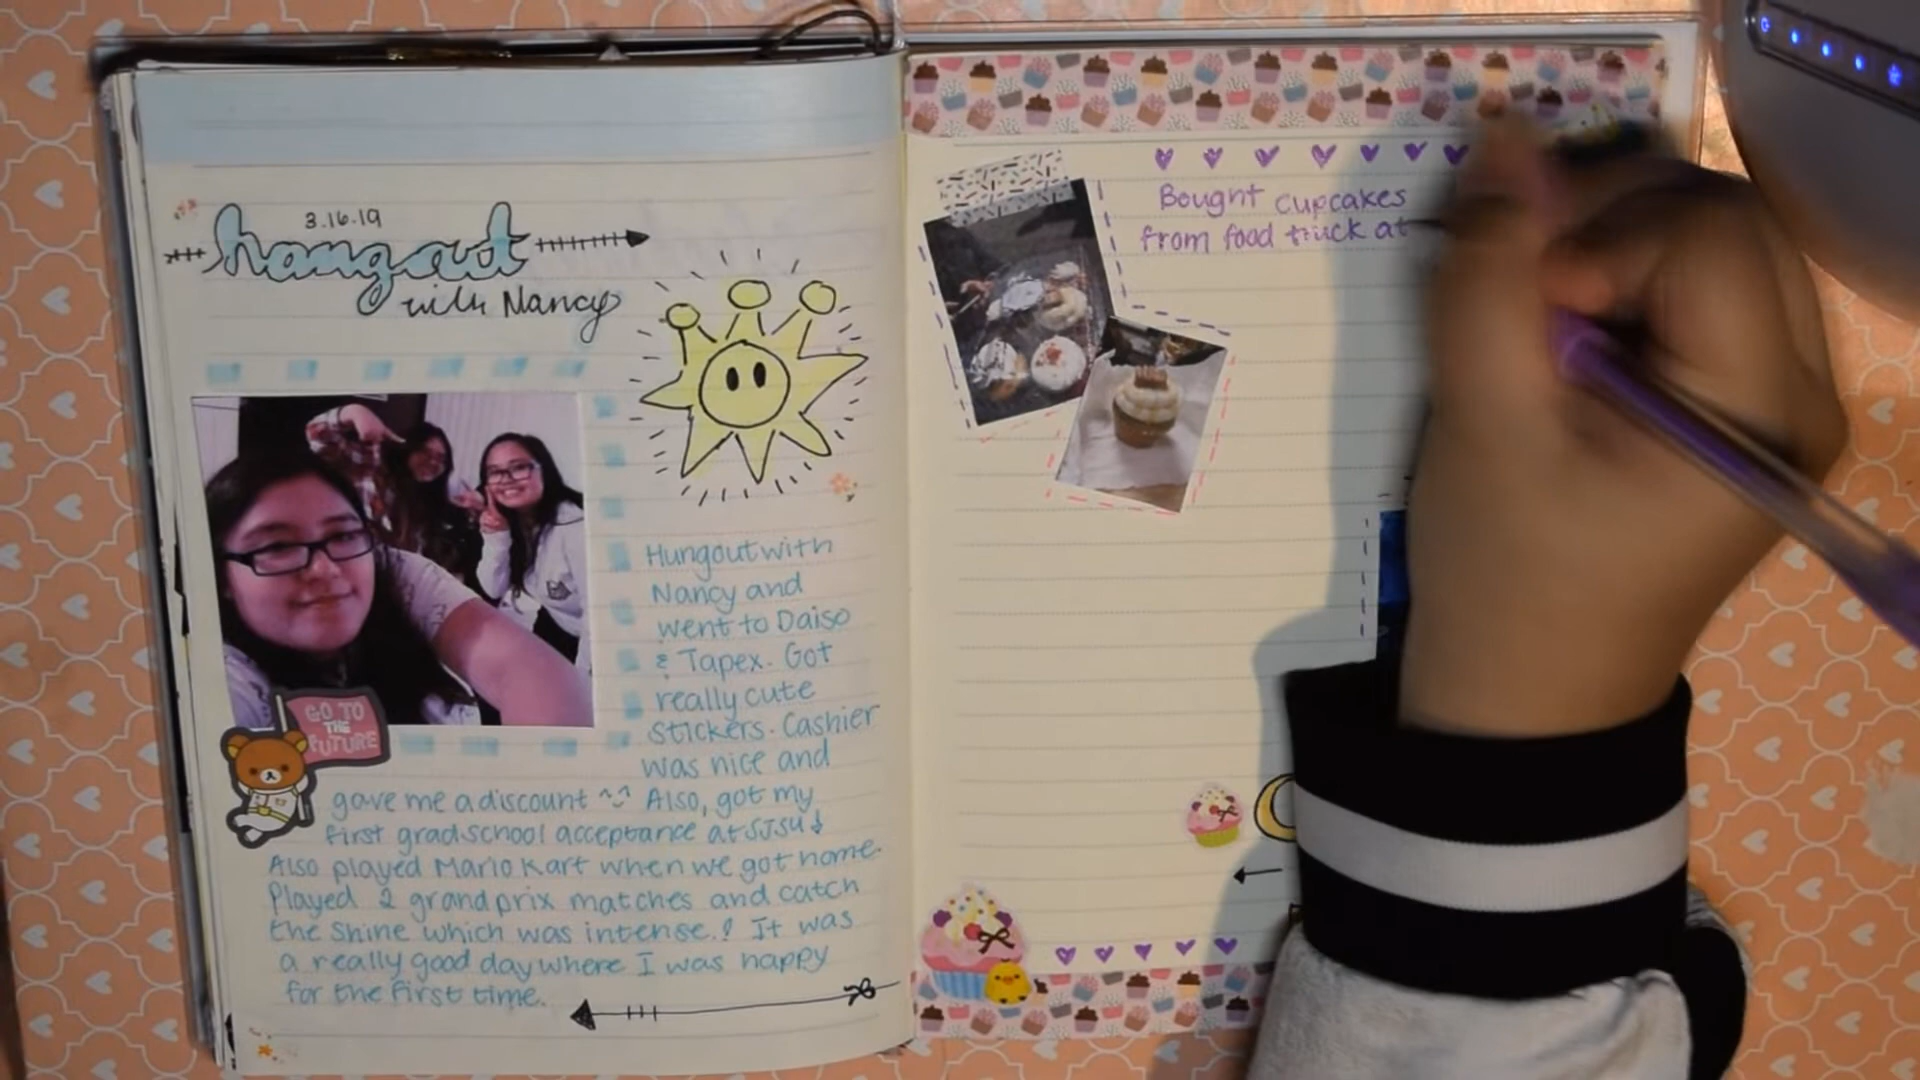 3.16.19
hangout
with Nancy
Hungout with
Nancy and
went to Daiso
& Tapex. Got
really cute
stickers. Cashier
was nice and
gave me a discount ^‿^ Also, got my
first grad school acceptance at SJSU!
Also played Mario Kart when we got home.
Played 2 grand prix matches and catch
the shine which was intense.! It was
a really good day where I was happy
for the first time.
GO TO
THE
FUTURE
Bought cupcakes
from food truck at